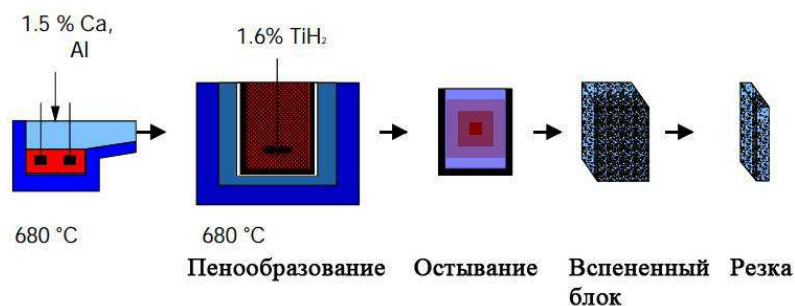 1.5 % Ca,
Al
1.6% TiH₂
680 °C
680 °C
Пенообразование
Остывание
Вспененный
блок
Резка